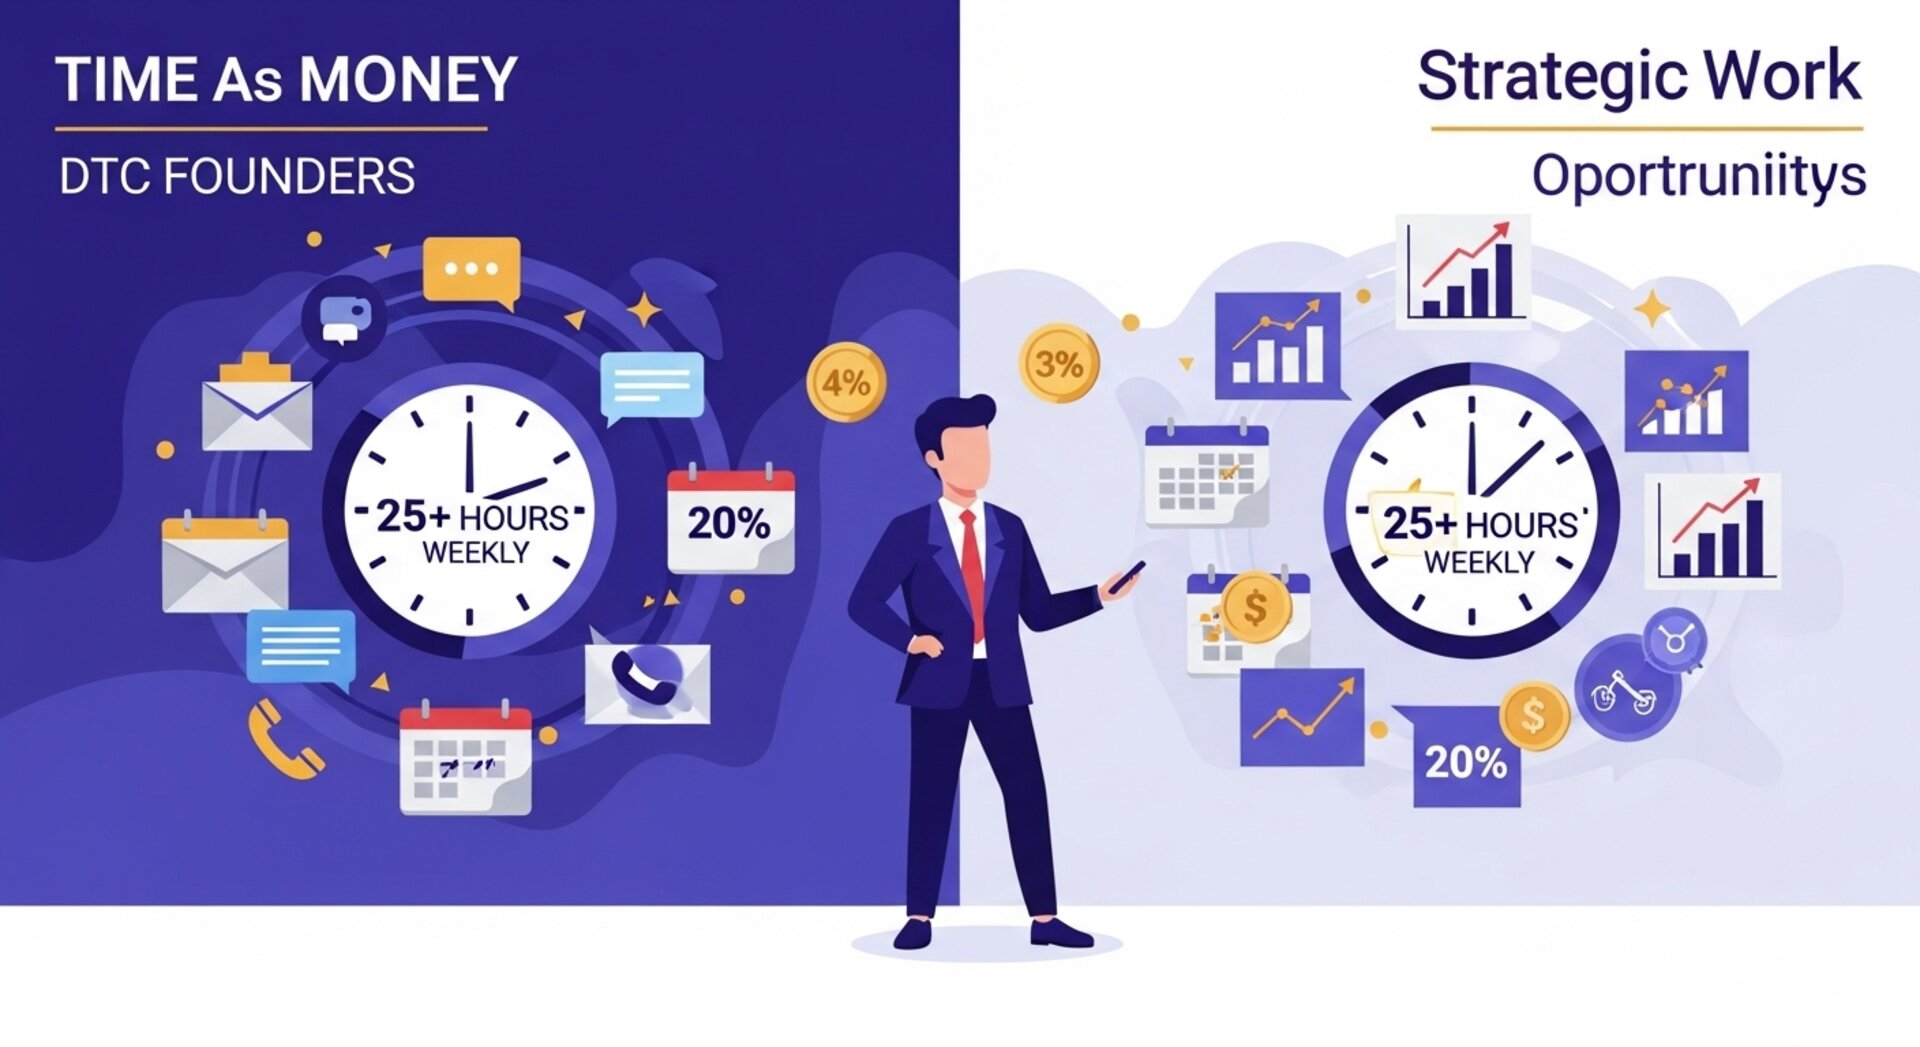 TIME As MONEY
DTC FOUNDERS
25+ HOURS
WEEKLY
20%
4%
3%
Strategic Work
Oportruniitys
25+ HOURS
WEEKLY
$
$
20%